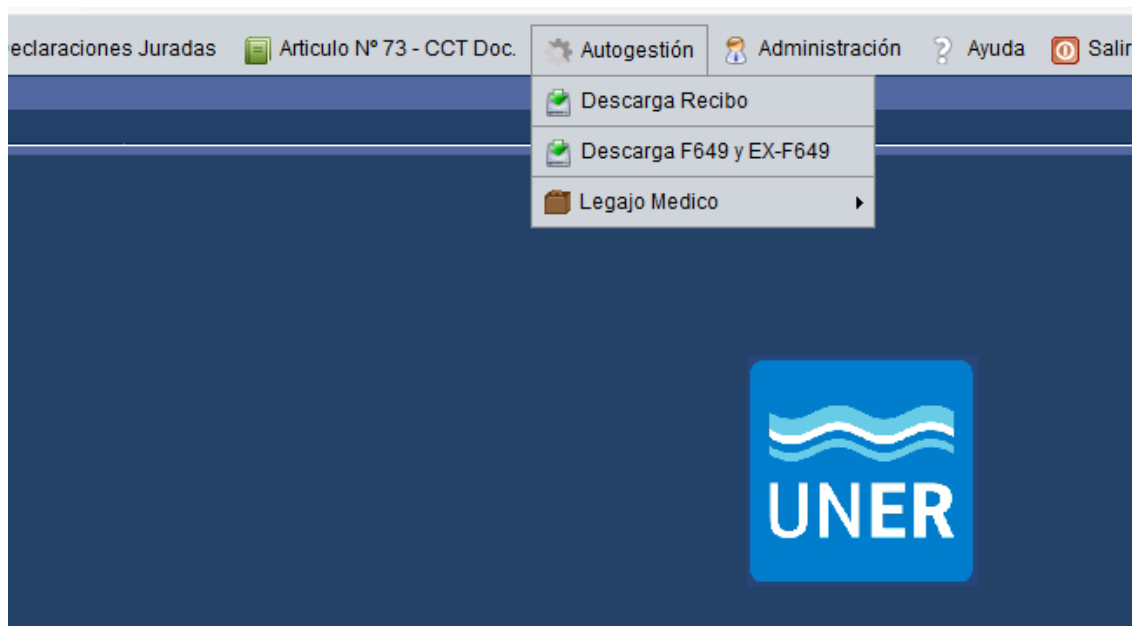 eclaraciones Juradas Articulo Nº 73 - CCT Doc. Autogestión Administración Ayuda Salir
Descarga Recibo
Descarga F649 y EX-F649
Legajo Medico
UNER